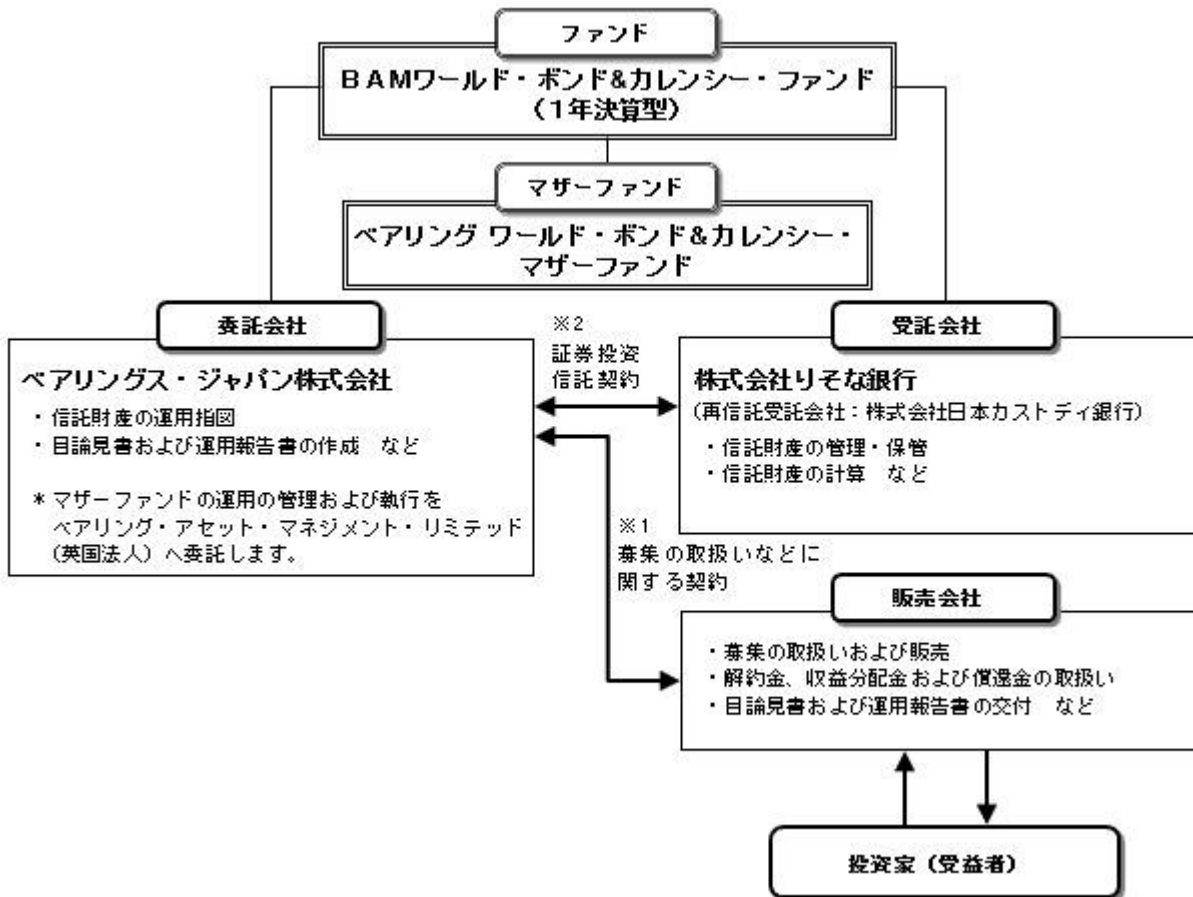 ファンド
BAMワールド・ボンド&カレンシー・ファンド
（1年決算型）
マザーファンド
ベアリング ワールド・ボンド&カレンシー・
マザーファンド
委託会社
ベアリングス・ジャパン株式会社
・信託財産の運用指図
・目論見書および運用報告書の作成　など
＊マザーファンドの運用の管理および執行を
ベアリング・アセット・マネジメント・リミテッド
（英国法人）へ委託します。
※2
証券投資
信託契約
受託会社
株式会社りそな銀行
(再信託受託会社：株式会社日本カストディ銀行)
・信託財産の管理・保管
・信託財産の計算　など
※1
募集の取扱いなどに
関する契約
販売会社
・募集の取扱いおよび販売
・解約金、収益分配金および償還金の取扱い
・目論見書および運用報告書の交付　など
投資家（受益者）